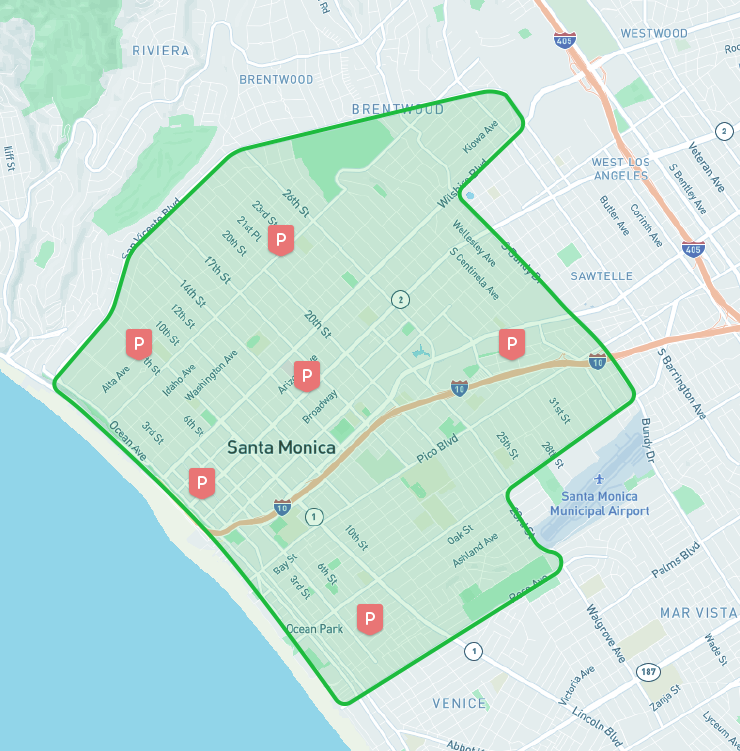 Rd
405
WESTWOOD
RIVIERA
BRENTWOOD
BRENTWOOD
2
Kiowa Ave
Iliff St
WEST LOS
ANGELES
Veteran Ave
S Bentley Ave
Wilshire Blvd
26th St
23rd St
21st Pl
20th St
San Vicente Blvd
Butler Ave
Corinth Ave
Wellesley Ave
S Bundy Dr
S Centinela Ave
405
P
17th St
SAWTELLE
14th St
2
12th St
20th St
10th St
P
P
10
Alta Ave
Idaho Ave
Washington Ave
P
10
S Barrington Ave
Broadway
31st St
Ocean Ave
3rd St
6th St
Santa Monica
Pico Blvd
25th St
28th St
Bundy Dr
P
Santa Monica
Municipal Airport
10
1
23rd St
10th St
Oak St
Ashland Ave
Bay St
6th St
3rd St
Palms Blvd
Rose Ave
P
Ocean Park
Walgrove Ave
MAR VISTA
1
Wade St
187
Victoria Ave
Zanja St
VENICE
Lincoln Blvd
Lyceum Ave